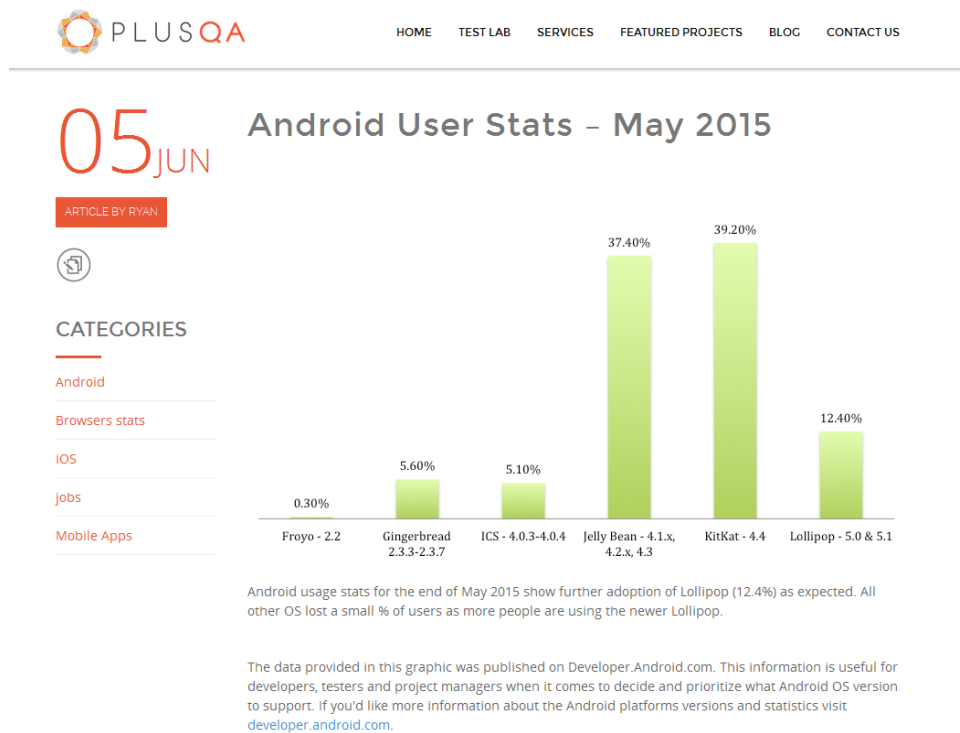 PLUSQA
HOME TEST LAB SERVICES FEATURED PROJECTS BLOG CONTACT US
05 JUN
ARTICLE BY RYAN
CATEGORIES
Android
Browsers stats
iOS
jobs
Mobile Apps
Android User Stats – May 2015
0.30%
5.60%
5.10%
37.40%
39.20%
12.40%
Froyo - 2.2
Gingerbread
2.3.3-2.3.7
ICS - 4.0.3-4.0.4
Jelly Bean - 4.1.x,
4.2.x, 4.3
KitKat - 4.4
Lollipop - 5.0 & 5.1
Android usage stats for the end of May 2015 show further adoption of Lollipop (12.4%) as expected. All
other OS lost a small % of users as more people are using the newer Lollipop.
The data provided in this graphic was published on Developer.Android.com. This information is useful for
developers, testers and project managers when it comes to decide and prioritize what Android OS version
to support. If you'd like more information about the Android platforms versions and statistics visit
developer.android.com.